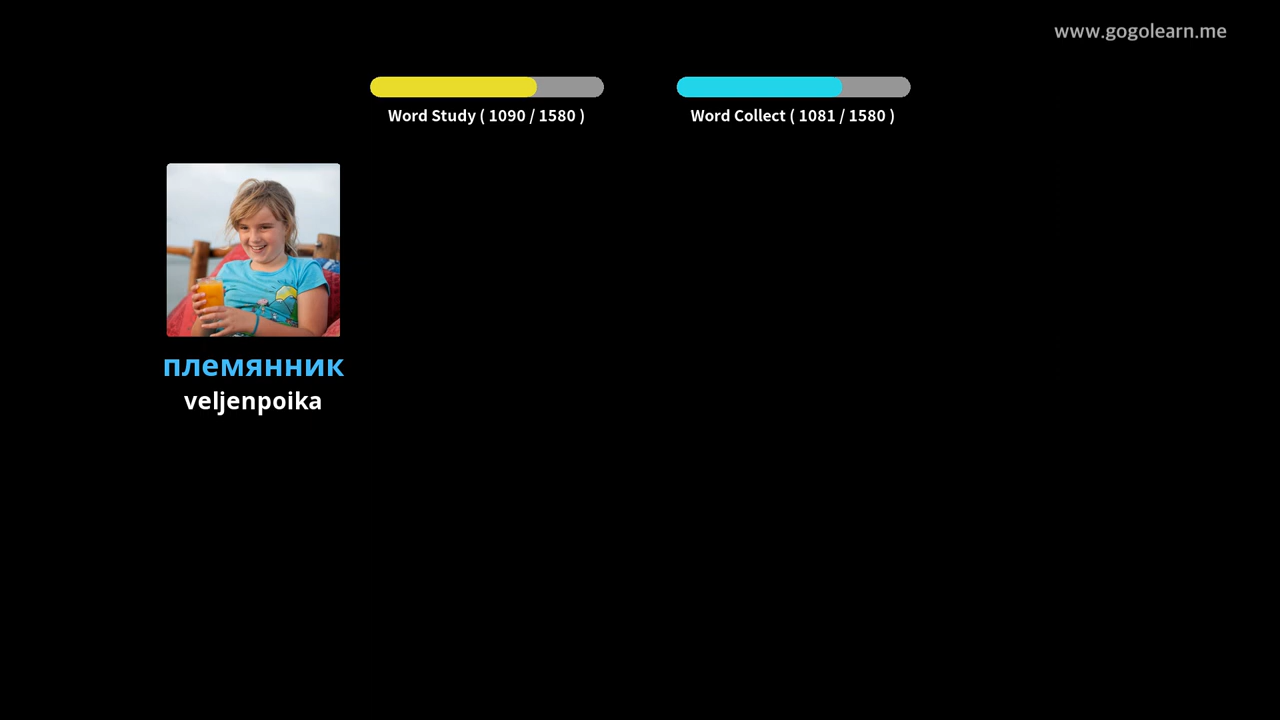 www.gogolearn.me
Word Study ( 1090 / 1580 )
Word Collect ( 1081 / 1580 )
племянник
veljenpoika